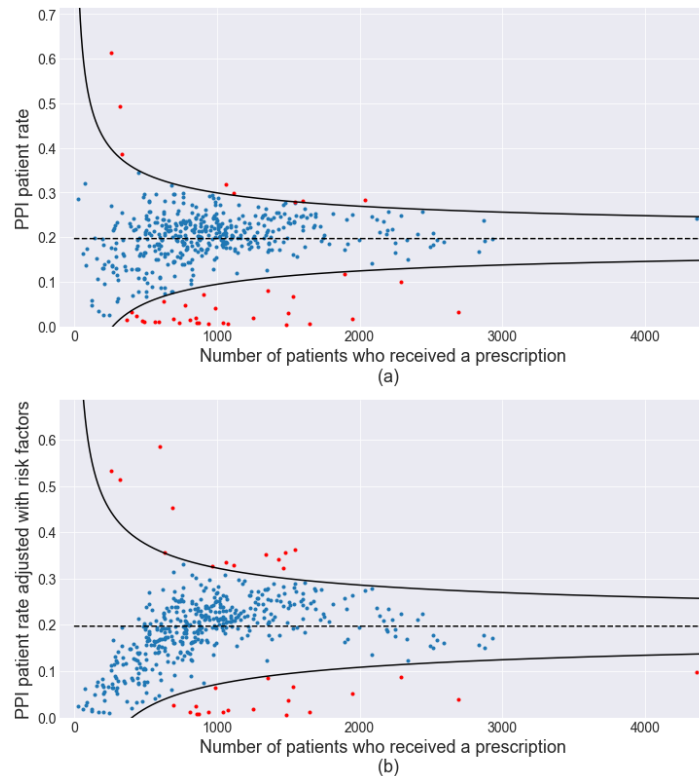 0.7
0.6
0.5
0.4
0.3
0.2
0.1
0.0
PPI patient rate
0 1000 2000 3000 4000
Number of patients who received a prescription
(a)
0.6
0.5
0.4
0.3
0.2
0.1
0.0
PPI patient rate adjusted with risk factors
0 1000 2000 3000 4000
Number of patients who received a prescription
(b)